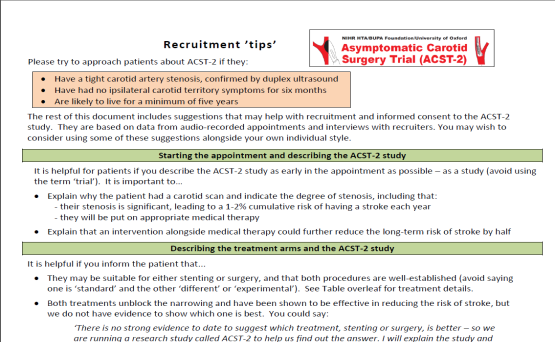 NIHR HTA/BUPA Foundation/University of Oxford
Asymptomatic Carotid
Surgery Trial (ACST-2)
Recruitment 'tips'
Please try to approach patients about ACST-2 if they:
• Have a tight carotid artery stenosis, confirmed by duplex ultrasound
• Have had no ipsilateral carotid territory symptoms for six months
• Are likely to live for a minimum of five years
The rest of this document includes suggestions that may help with recruitment and informed consent to the ACST-2
study. They are based on data from audio-recorded appointments and interviews with recruiters. You may wish to
consider using some of these suggestions alongside your own individual style.
Starting the appointment and describing the ACST-2 study
It is helpful for patients if you describe the ACST-2 study as early in the appointment as possible – as a study (avoid using
the term 'trial'). It is important to...
• Explain why the patient had a carotid scan and indicate the degree of stenosis, including that:
- their stenosis is significant, leading to a 1-2% cumulative risk of having a stroke each year
- they will be put on appropriate medical therapy
• Explain that an intervention alongside medical therapy could further reduce the long-term risk of stroke by half
Describing the treatment arms and the ACST-2 study
It is helpful if you inform the patient that...
• They may be suitable for either stenting or surgery, and that both procedures are well-established (avoid saying
one is 'standard' and the other 'different' or 'experimental'). See Table overleaf for treatment details.
• Both treatments unblock the narrowing and have been shown to be effective in reducing the risk of stroke, but
we do not have evidence to show which one is best. You could say:
'There is no strong evidence to date to suggest which treatment, stenting or surgery, is better – so we
are running a research study called ACST-2 to help us find out the answer. I will explain the study and